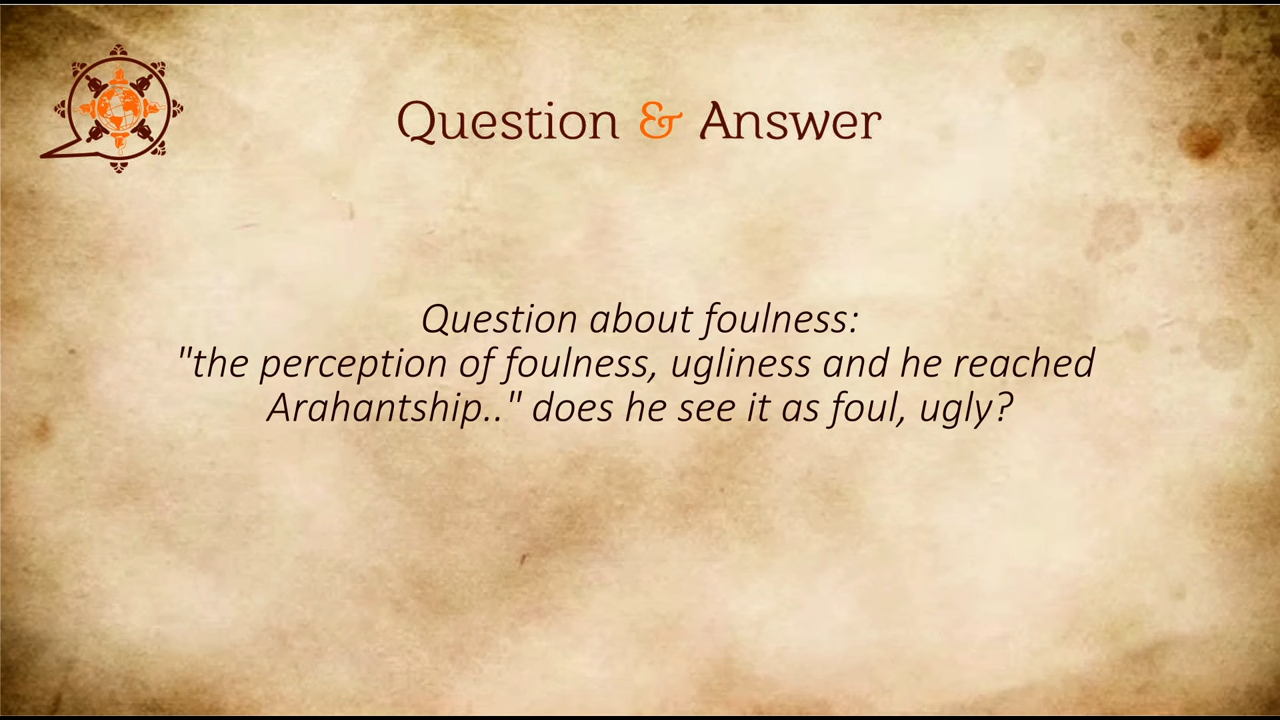 Question & Answer
Question about foulness:
"the perception of foulness, ugliness and he reached
Arahantship.." does he see it as foul, ugly?